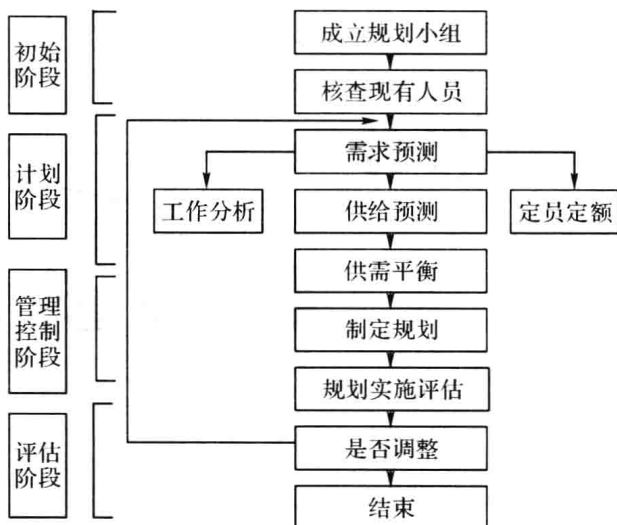 成立规划小组
初始
阶段
核查现有人员
计划
阶段
需求预测
工作分析
供给预测
定员定额
供需平衡
管理
控制
阶段
制定规划
规划实施评估
评估
阶段
是否调整
结束